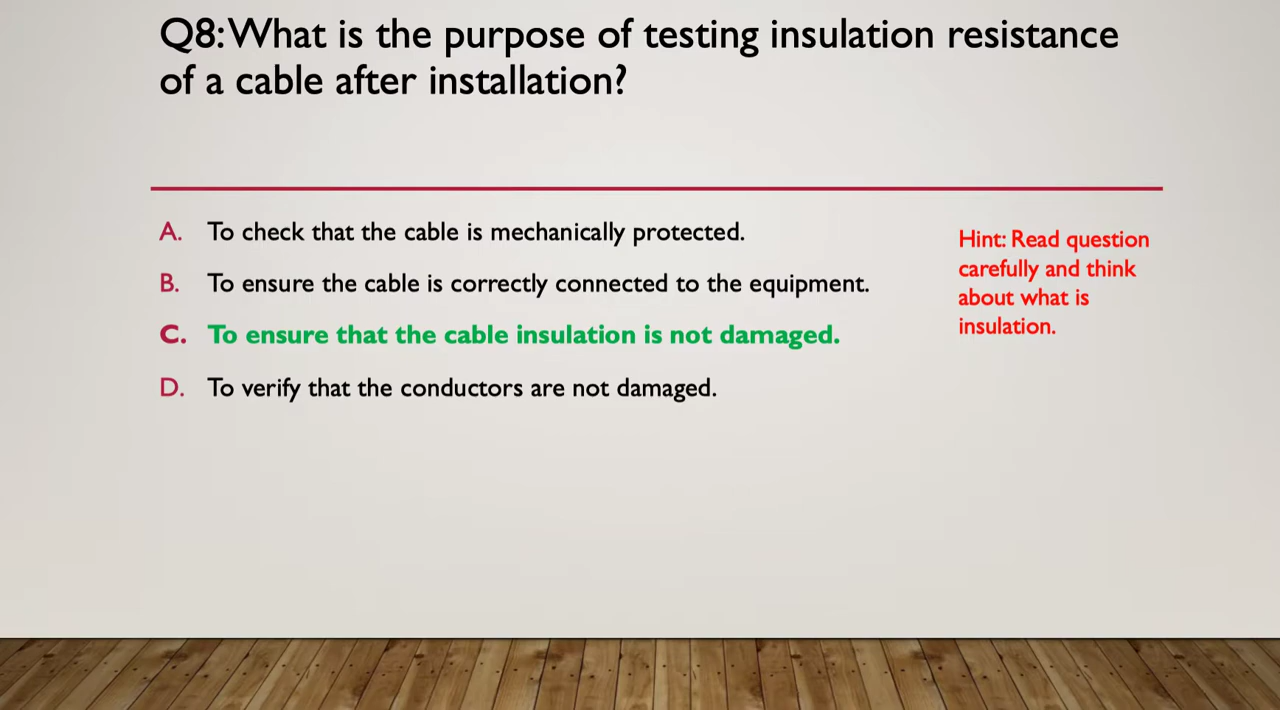 Q8: What is the purpose of testing insulation resistance
of a cable after installation?
A. To check that the cable is mechanically protected.
B. To ensure the cable is correctly connected to the equipment.
C. To ensure that the cable insulation is not damaged.
D. To verify that the conductors are not damaged.
Hint: Read question
carefully and think
about what is
insulation.